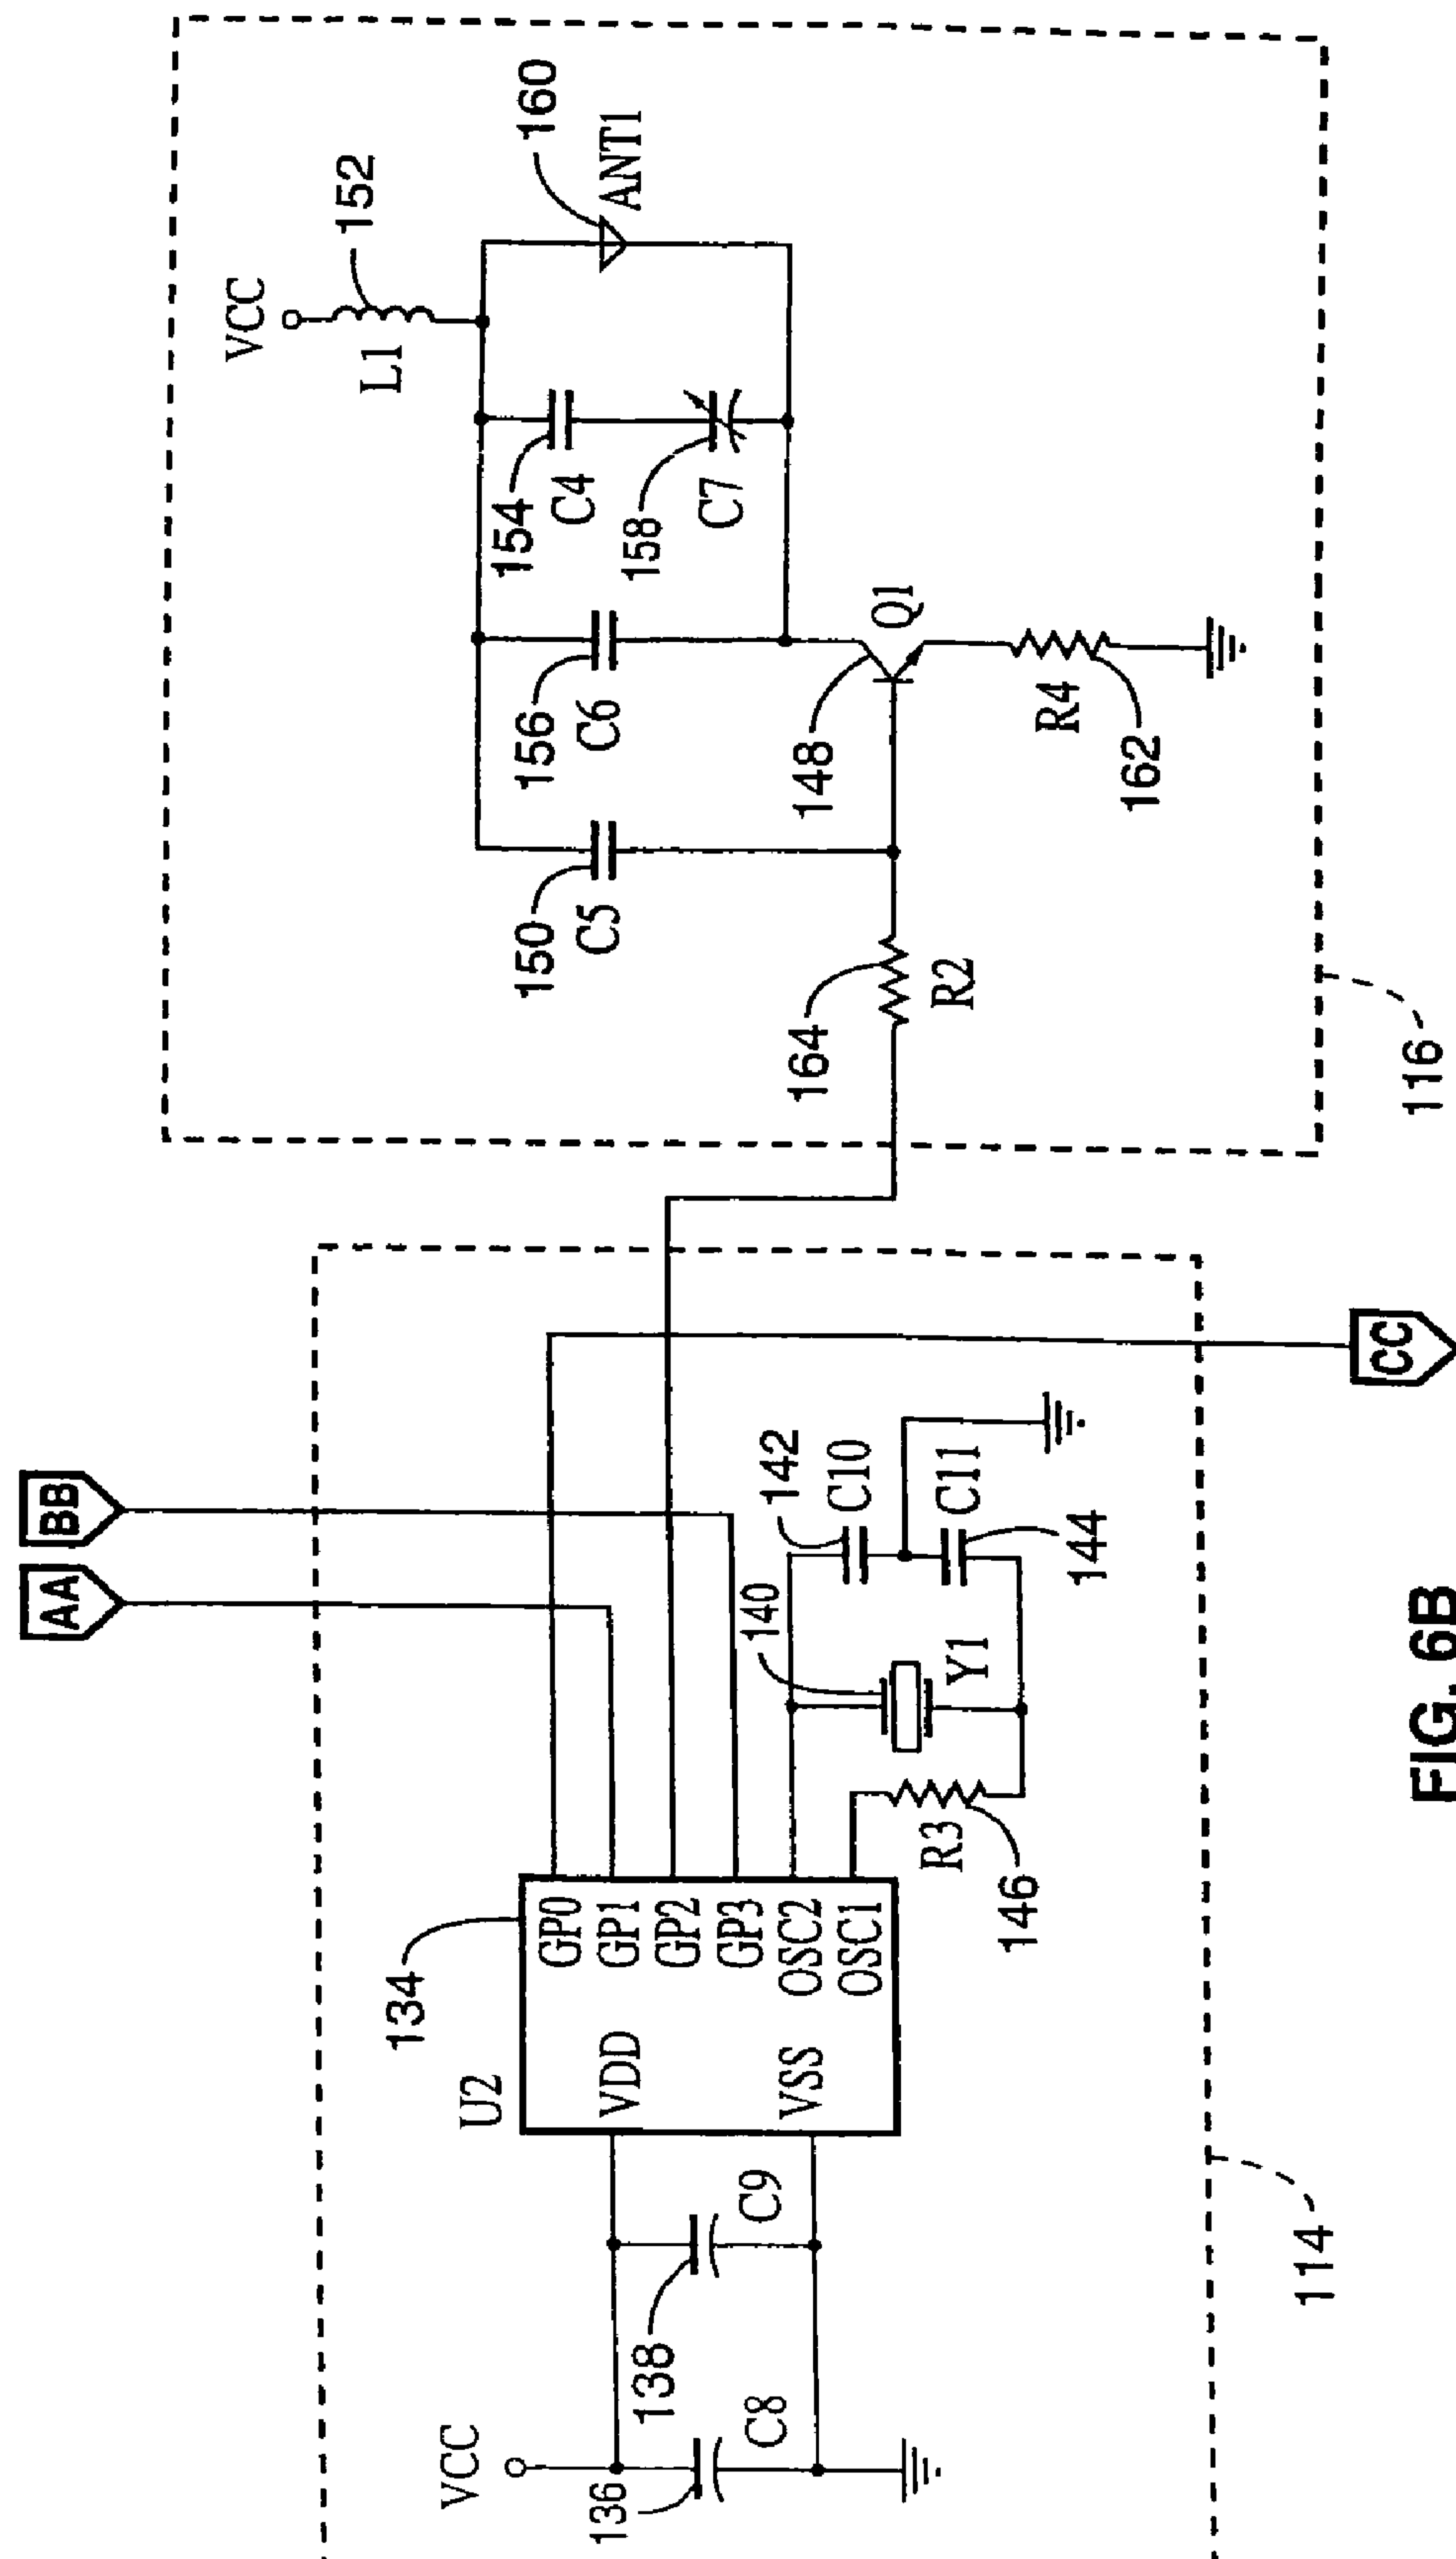 VCC
152
L1
160
ANT1
154
C4
158
C7
156
C6
150
C5
148
Q1
R4
162
164
R2
116
BB
AA
CC
142
C10
C11
144
140
Y1
R3
146
134
U2
GP0
GP1
GP2
GP3
OSC2
OSC1
VDD
VSS
138
C9
VCC
136
C8
114
FIG. 6B